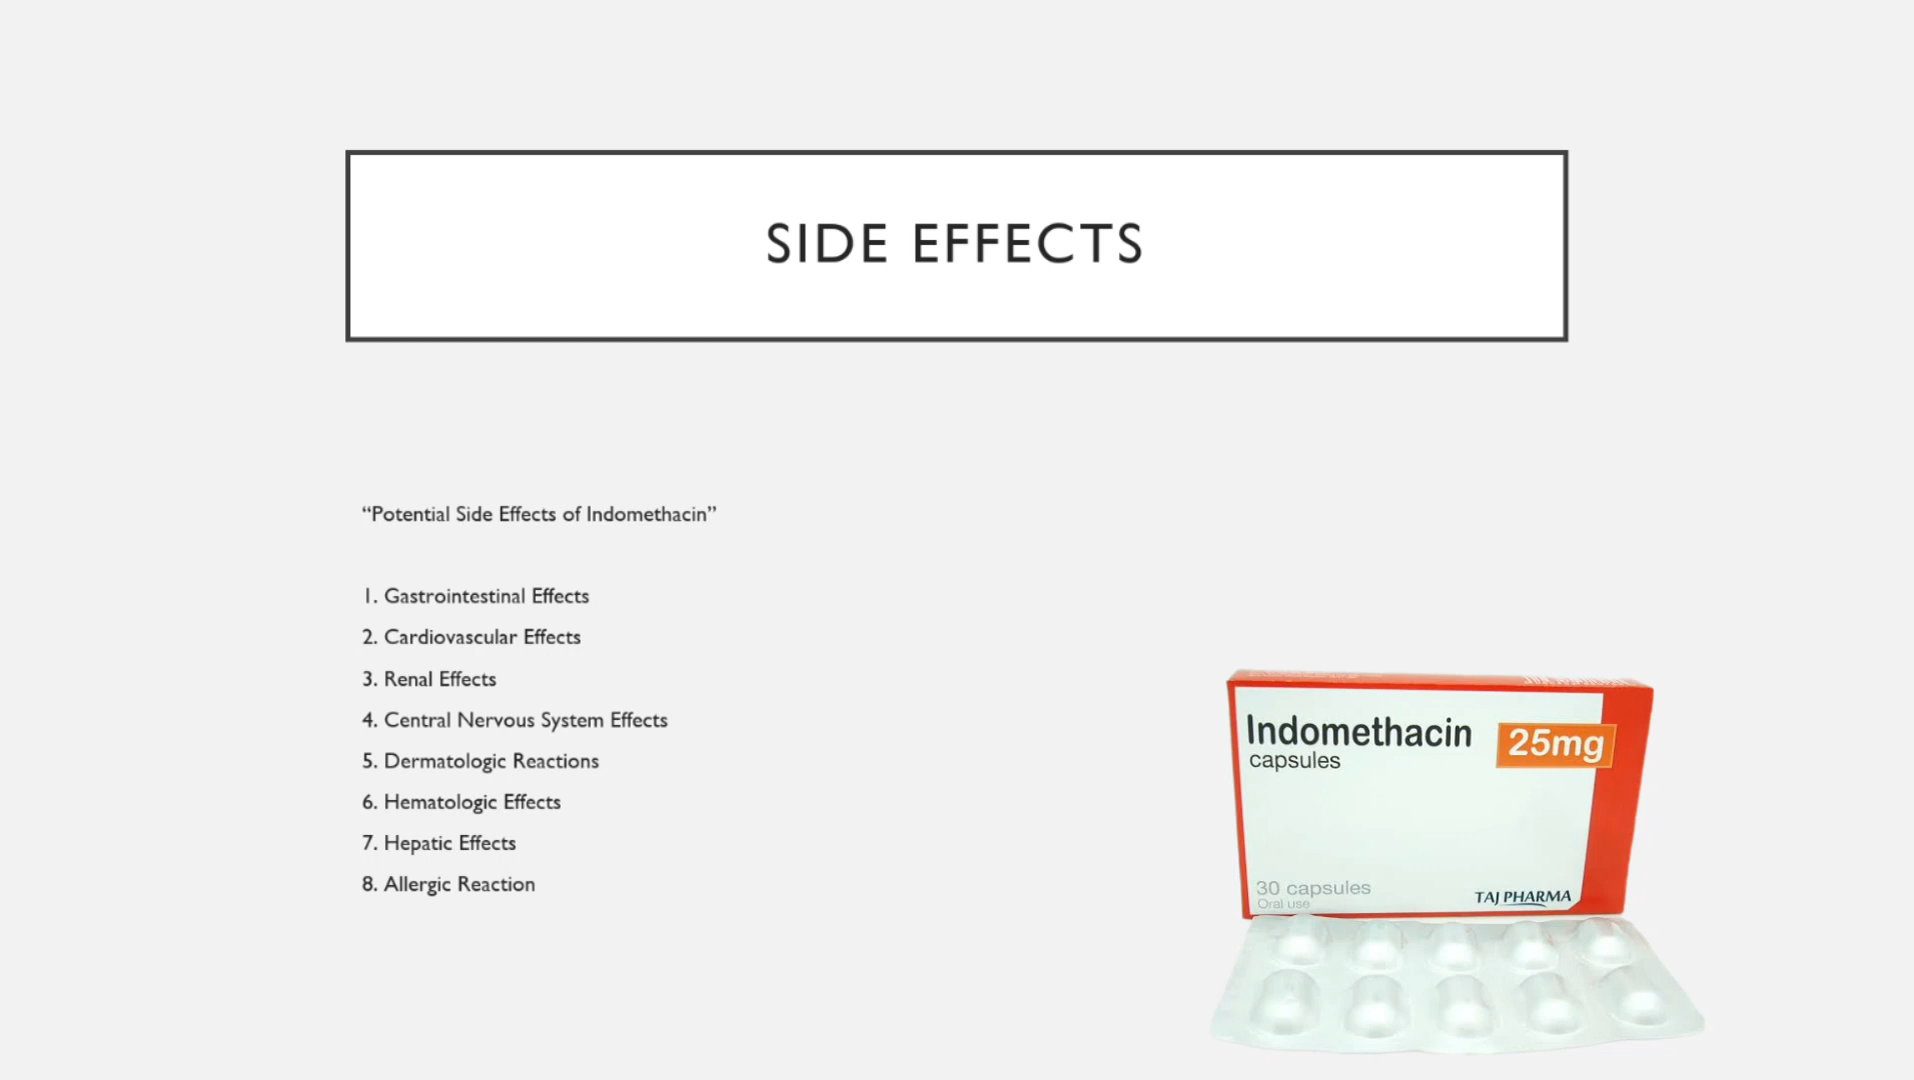 SIDE EFFECTS
“Potential Side Effects of Indomethacin”
1. Gastrointestinal Effects
2. Cardiovascular Effects
3. Renal Effects
4. Central Nervous System Effects
5. Dermatologic Reactions
6. Hematologic Effects
7. Hepatic Effects
8. Allergic Reaction
Indomethacin 25mg
capsules
30 capsules
Oral use
TAJ PHARMA